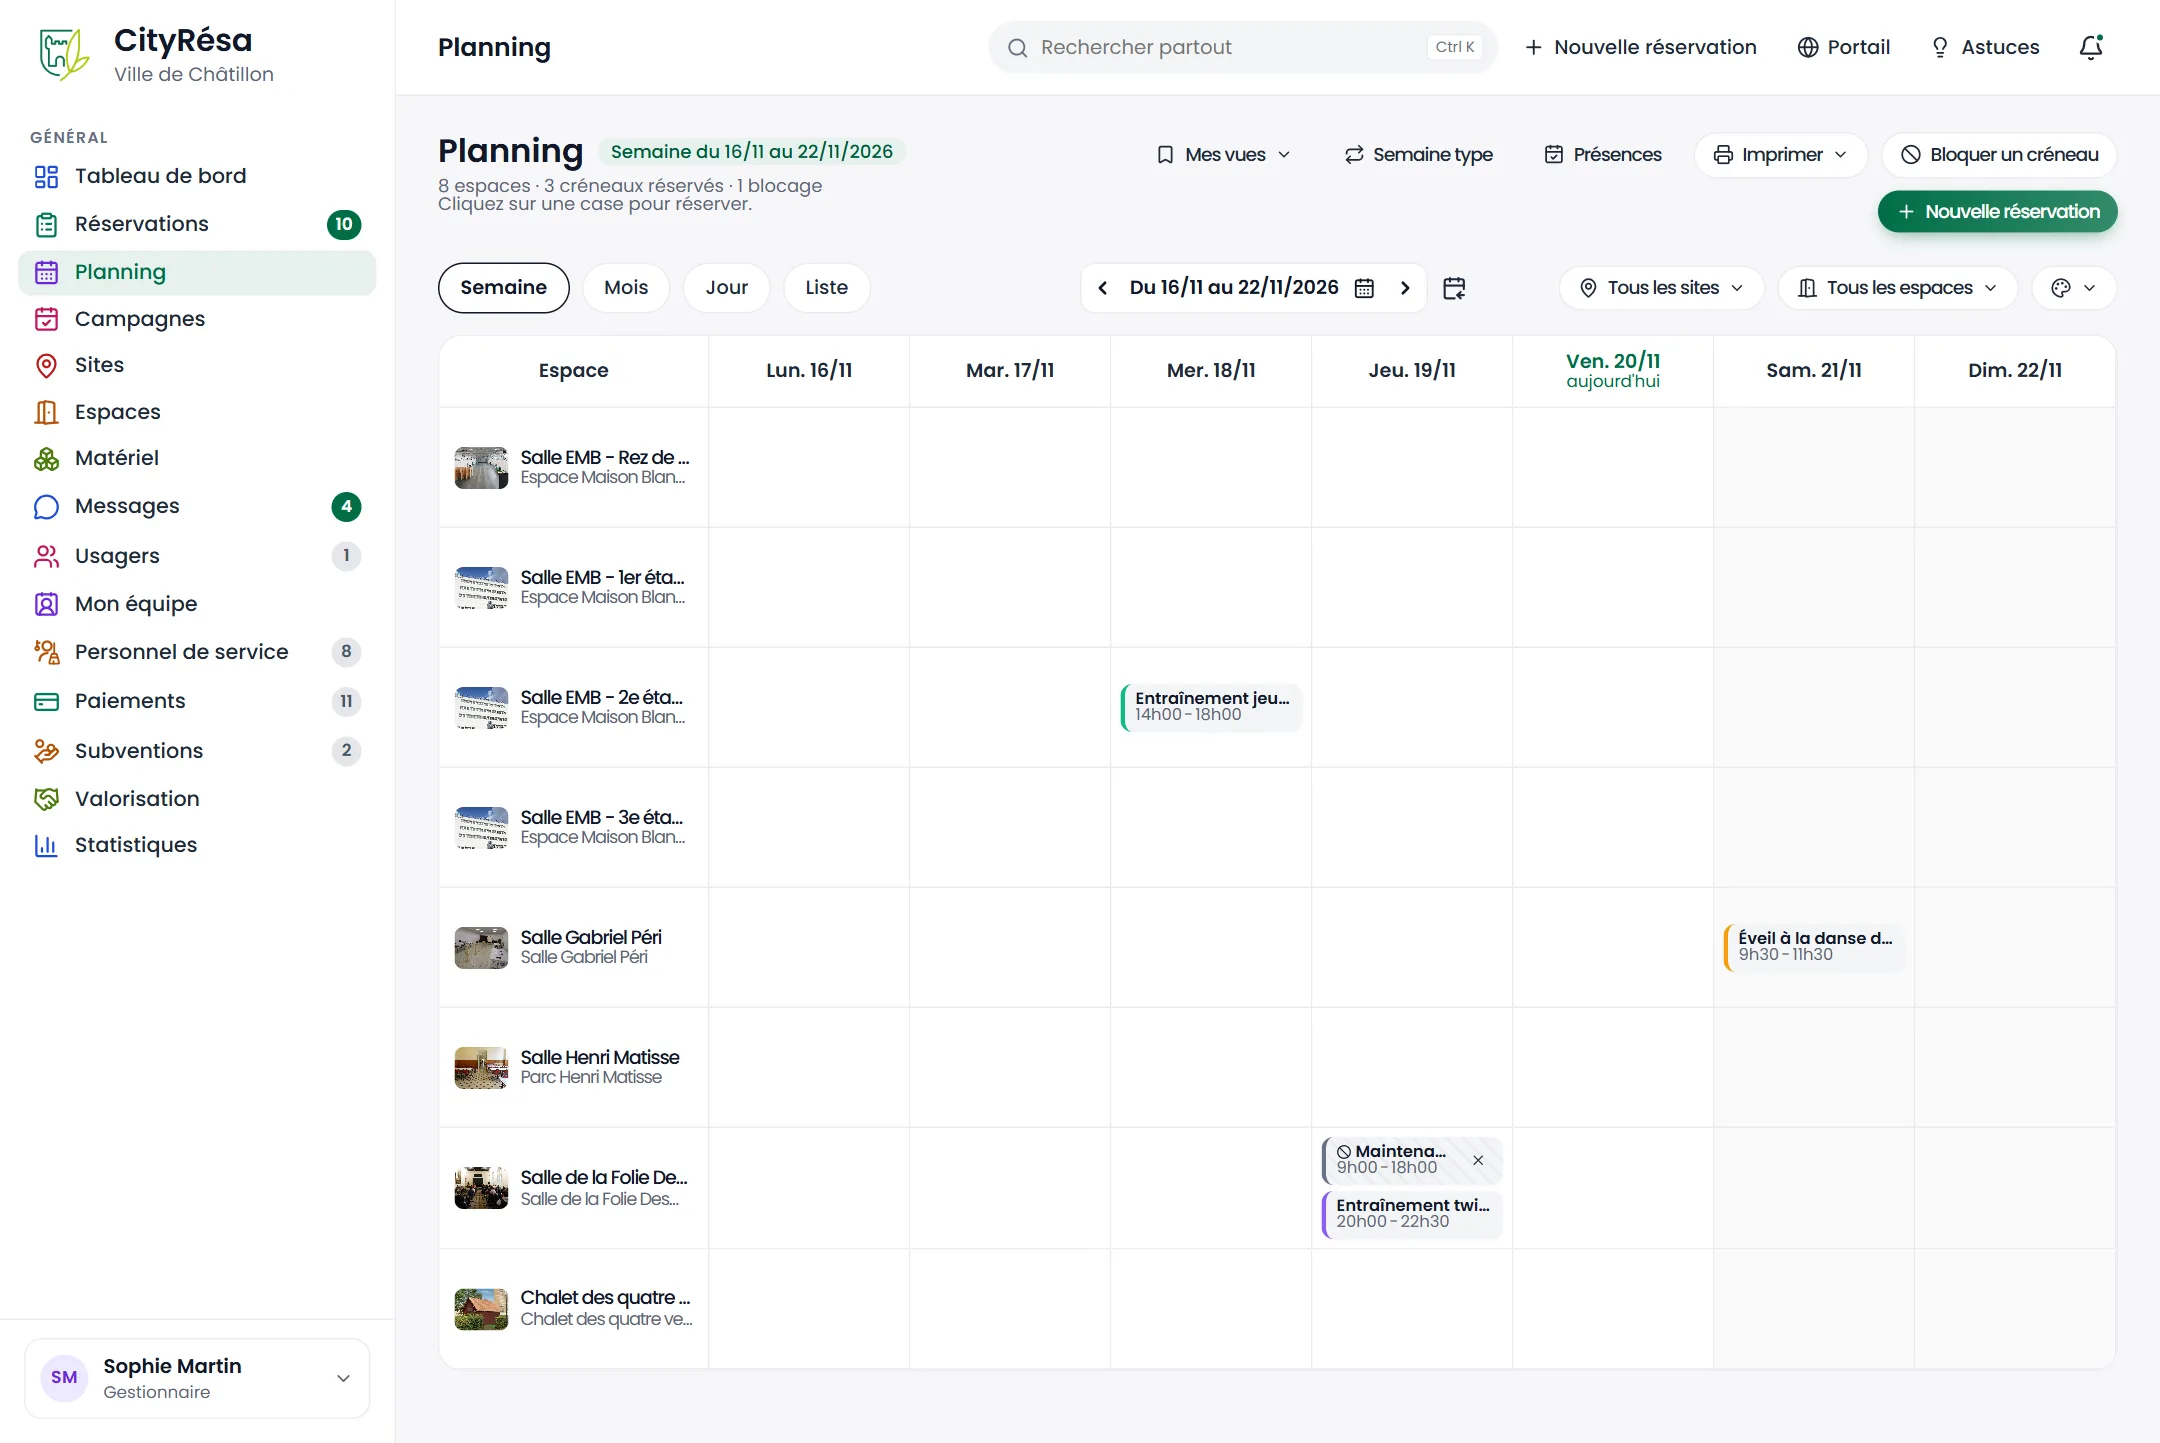 CityRésa
Ville de Châtillon
GÉNÉRAL
Tableau de bord
Réservations 10
Planning
Campagnes
Sites
Espaces
Matériel
Messages 4
Usagers 1
Mon équipe
Personnel de service 8
Paiements 11
Subventions 2
Valorisation
Statistiques
SM
Sophie Martin
Gestionnaire
Planning
Rechercher partout Ctrl K
Nouvelle réservation
Portail
Astuces
Planning Semaine du 16/11 au 22/11/2026
8 espaces · 3 créneaux réservés · 1 blocage
Cliquez sur une case pour réserver.
Mes vues
Semaine type
Présences
Imprimer
Bloquer un créneau
Nouvelle réservation
Semaine Mois Jour Liste
Du 16/11 au 22/11/2026
Tous les sites
Tous les espaces
Espace Lun. 16/11 Mar. 17/11 Mer. 18/11 Jeu. 19/11 Ven. 20/11 Sam. 21/11 Dim. 22/11
aujourd'hui
Salle EMB - Rez de ...
Espace Maison Blan...
Salle EMB - 1er éta...
Espace Maison Blan...
Salle EMB - 2e éta...
Espace Maison Blan...
Entraînement jeu...
14h00 - 18h00
Salle EMB - 3e éta...
Espace Maison Blan...
Salle Gabriel Péri
Salle Gabriel Péri
Éveil à la danse d...
9h30 - 11h30
Salle Henri Matisse
Parc Henri Matisse
Salle de la Folie De...
Salle de la Folie Des...
Maintena...
9h00 - 18h00
Entraînement twi...
20h00 - 22h30
Chalet des quatre ...
Chalet des quatre ve...